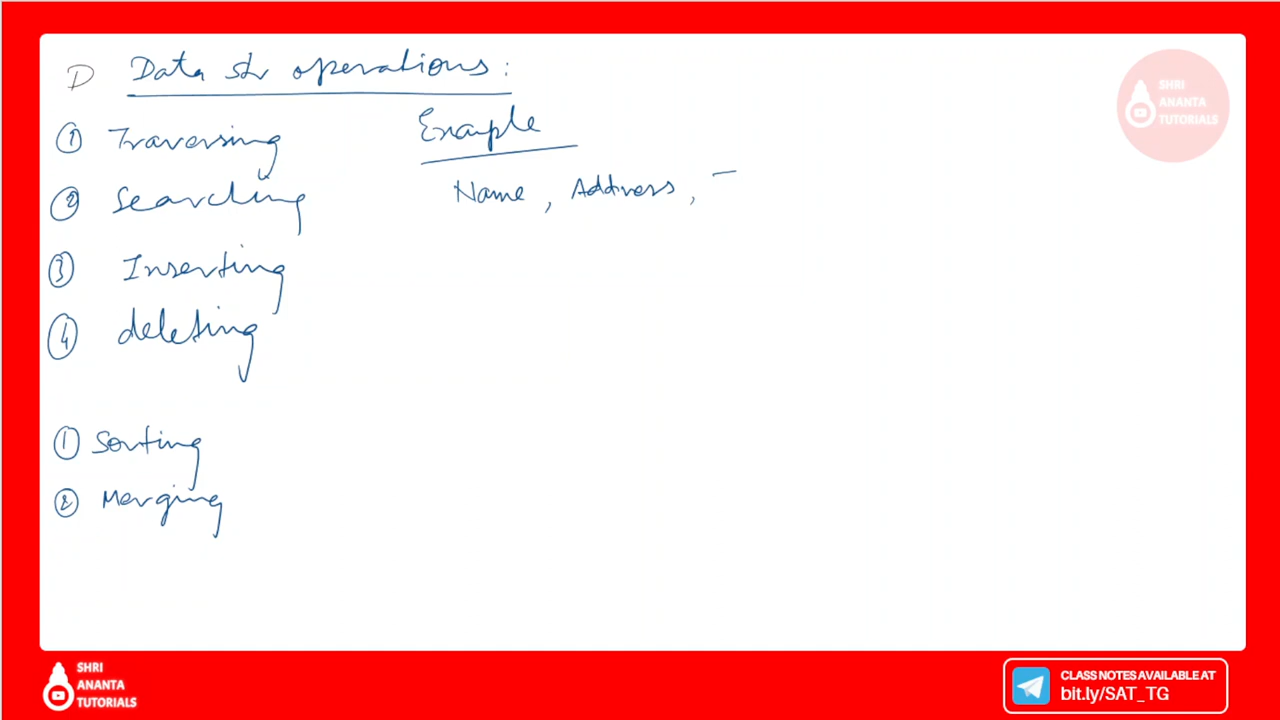 D Data str operations:
① Traversing
② Searching
③ Inserting
④ deleting
① Sorting
② Merging
Example
Name, Address,
SHRI
ANANTA
TUTORIALS
SHRI
ANANTA
TUTORIALS
CLASS NOTES AVAILABLE AT
bit.ly/SAT_TG